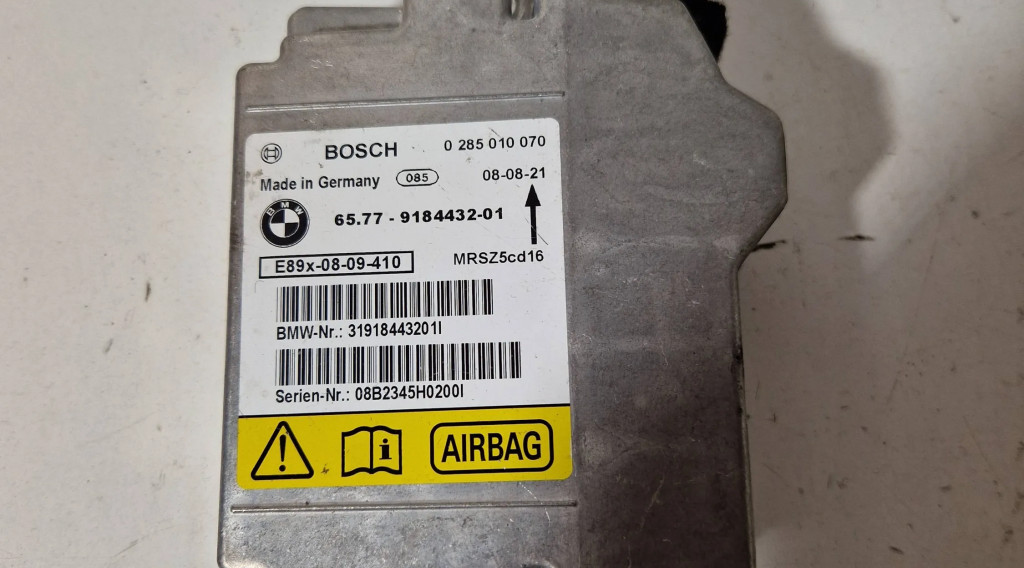 BOSCH 0 285 010 070
Made in Germany 085 08-08-21
BMW 65.77 - 9184432-01
E89x-08-09-410 MRSZ5cd16
BMW-Nr.: 31918443201I
Serien-Nr.: 08B2345H0200I
AIRBAG